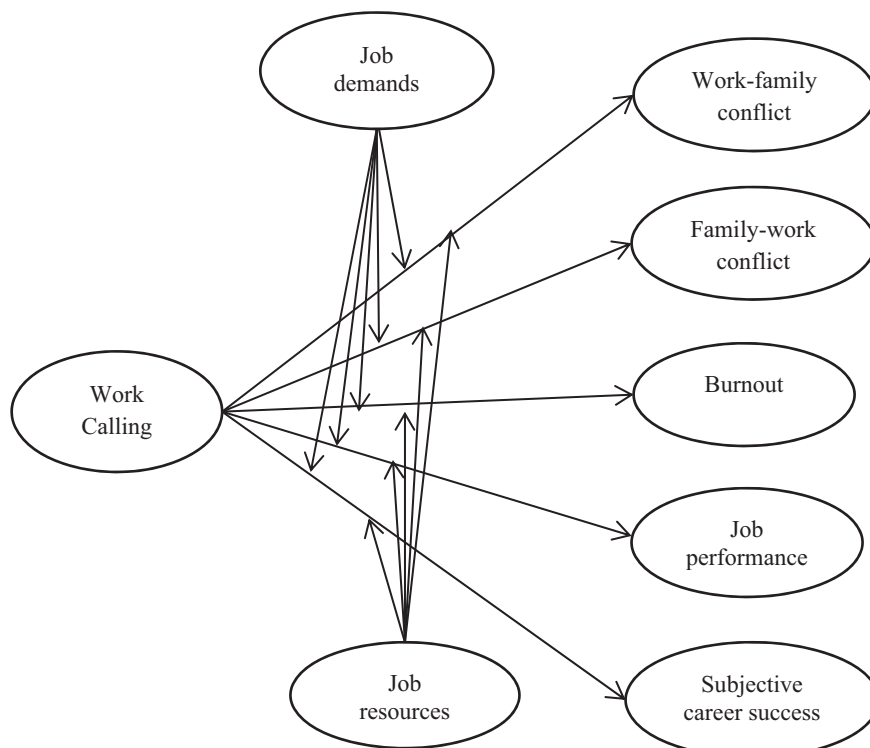 Job
demands
Work-family
conflict
Family-work
conflict
Work
Calling
Burnout
Job
performance
Job
resources
Subjective
career success